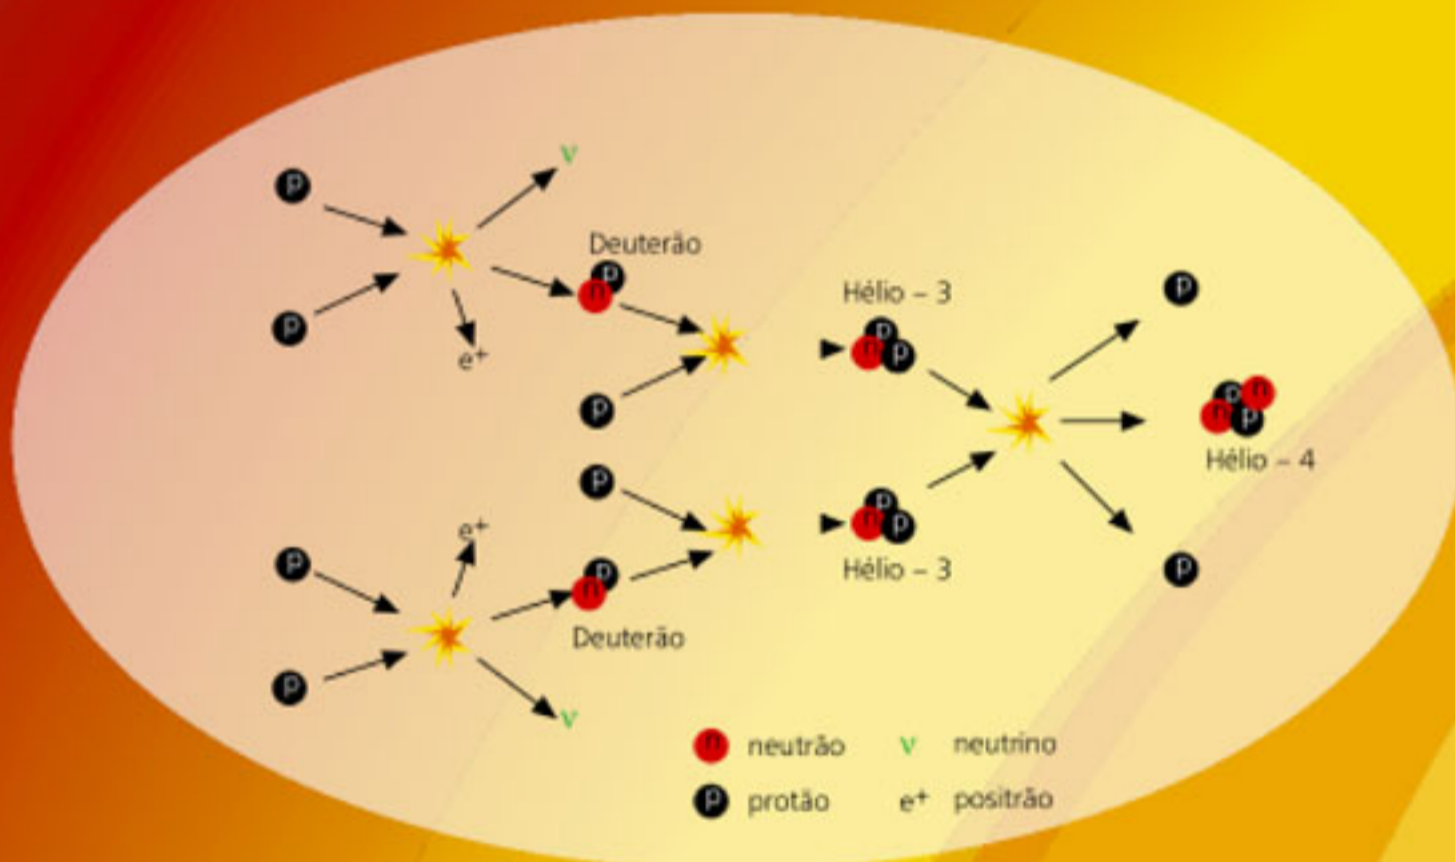 p
ν
Deuterão
p
n
p
e⁺
Hélio – 3
p
n p
p
p
p n
n p
Hélio – 4
p
p
n p
Hélio – 3
e⁺
p
p
n
Deuterão
p
p
ν
n neutrão ν neutrino
p protão e⁺ positrão